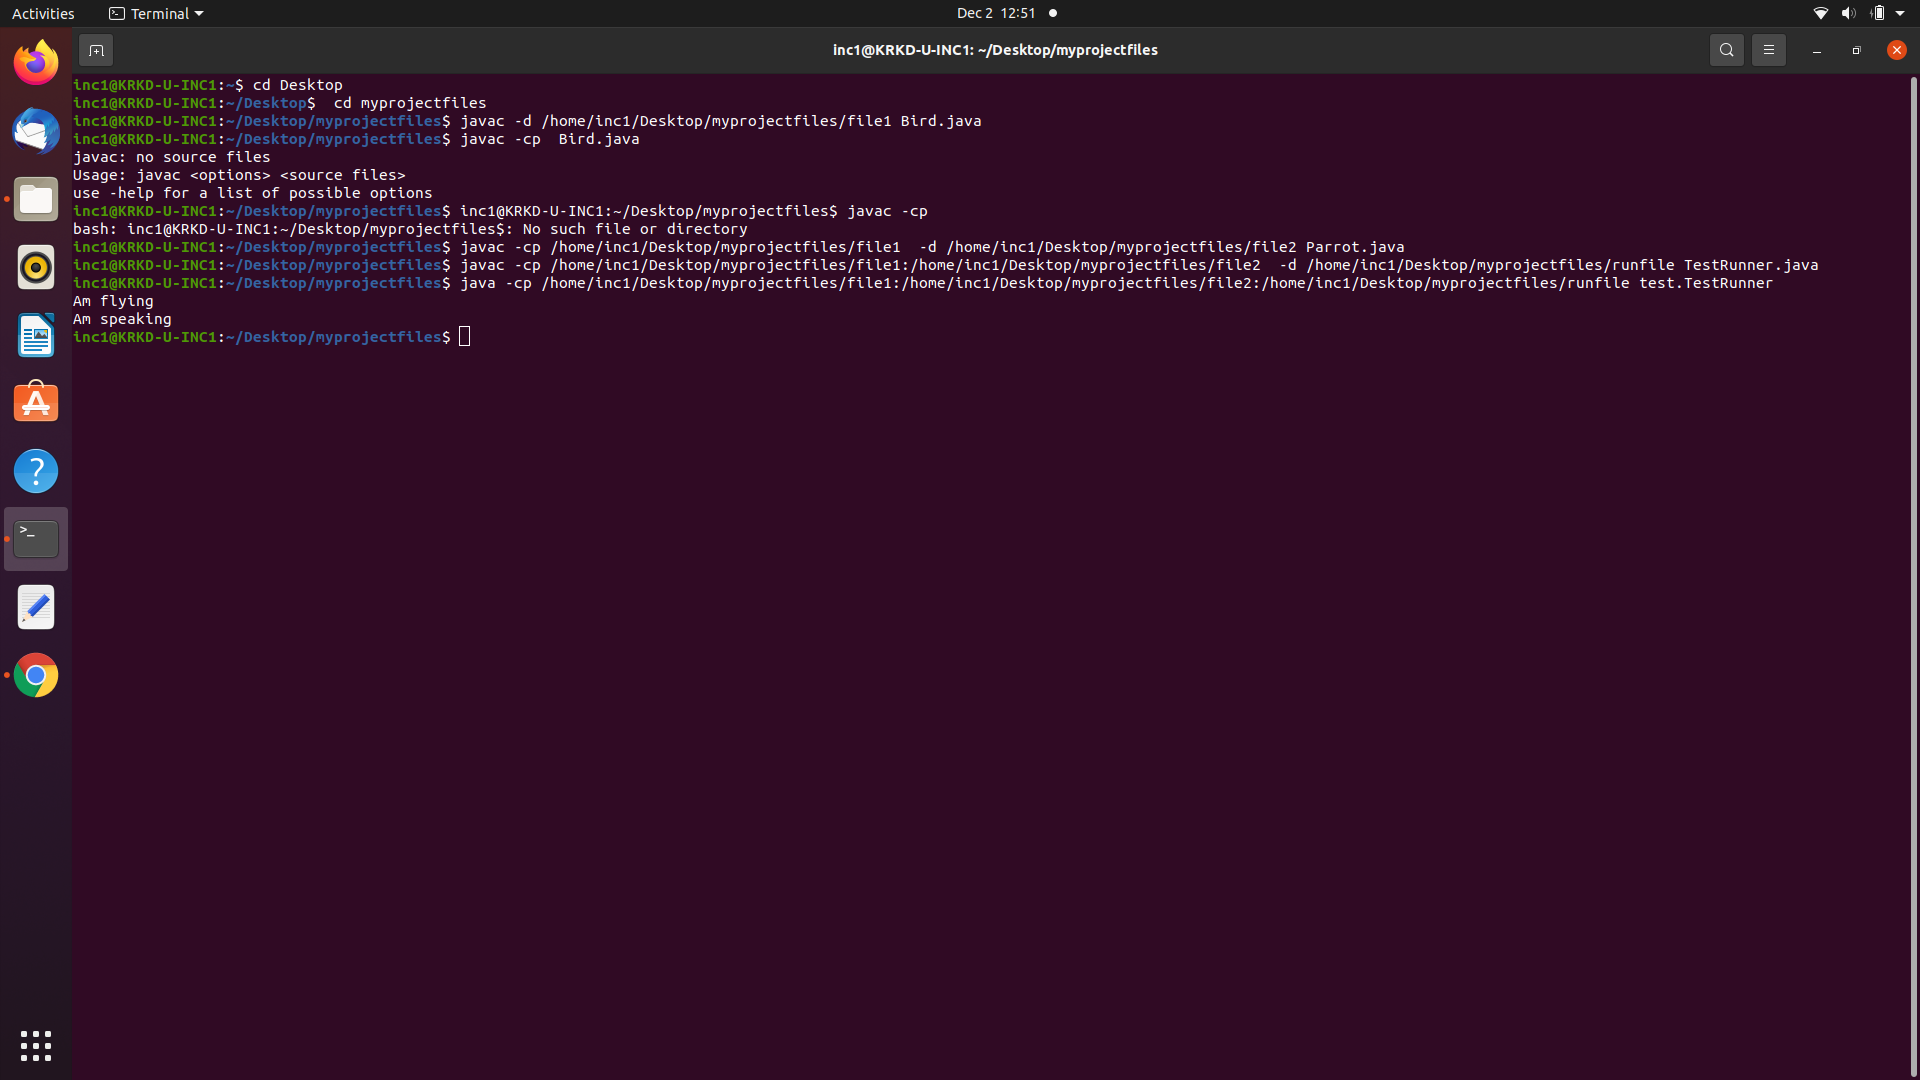 Activities Terminal Dec 2 12:51
inc1@KRKD-U-INC1: ~/Desktop/myprojectfiles
inc1@KRKD-U-INC1:~$ cd Desktop
inc1@KRKD-U-INC1:~/Desktop$  cd myprojectfiles
inc1@KRKD-U-INC1:~/Desktop/myprojectfiles$ javac -d /home/inc1/Desktop/myprojectfiles/file1 Bird.java
inc1@KRKD-U-INC1:~/Desktop/myprojectfiles$ javac -cp  Bird.java
javac: no source files
Usage: javac <options> <source files>
use -help for a list of possible options
inc1@KRKD-U-INC1:~/Desktop/myprojectfiles$ inc1@KRKD-U-INC1:~/Desktop/myprojectfiles$ javac -cp
bash: inc1@KRKD-U-INC1:~/Desktop/myprojectfiles$: No such file or directory
inc1@KRKD-U-INC1:~/Desktop/myprojectfiles$ javac -cp /home/inc1/Desktop/myprojectfiles/file1  -d /home/inc1/Desktop/myprojectfiles/file2 Parrot.java
inc1@KRKD-U-INC1:~/Desktop/myprojectfiles$ javac -cp /home/inc1/Desktop/myprojectfiles/file1:/home/inc1/Desktop/myprojectfiles/file2  -d /home/inc1/Desktop/myprojectfiles/runfile TestRunner.java
inc1@KRKD-U-INC1:~/Desktop/myprojectfiles$ java -cp /home/inc1/Desktop/myprojectfiles/file1:/home/inc1/Desktop/myprojectfiles/file2:/home/inc1/Desktop/myprojectfiles/runfile test.TestRunner
Am flying
Am speaking
inc1@KRKD-U-INC1:~/Desktop/myprojectfiles$